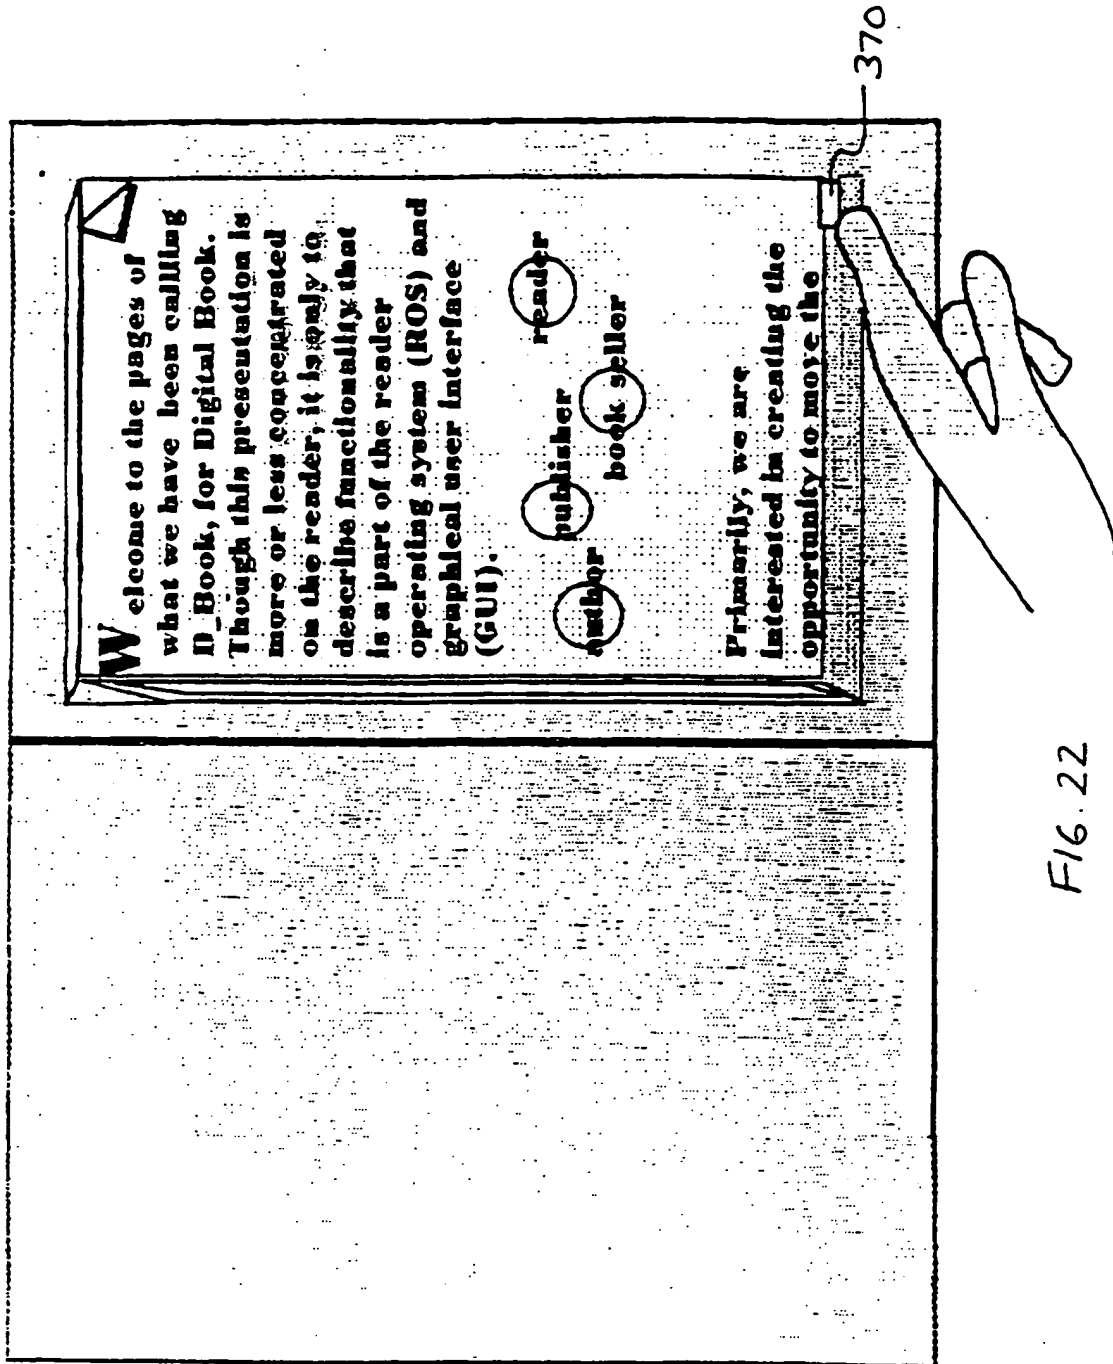 Welcome to the pages of
what we have been callling
D_Book, for Digital Book.
Though this presentation is
more or less concentrated
on the reader, it is only to
describe functionality that
is a part of the reader
operating system (ROS) and
graphical user interface
(GUI).
author
publisher
book seller
reader
Primarily, we are
interested in creating the
opportunity to move the
370
FIG. 22